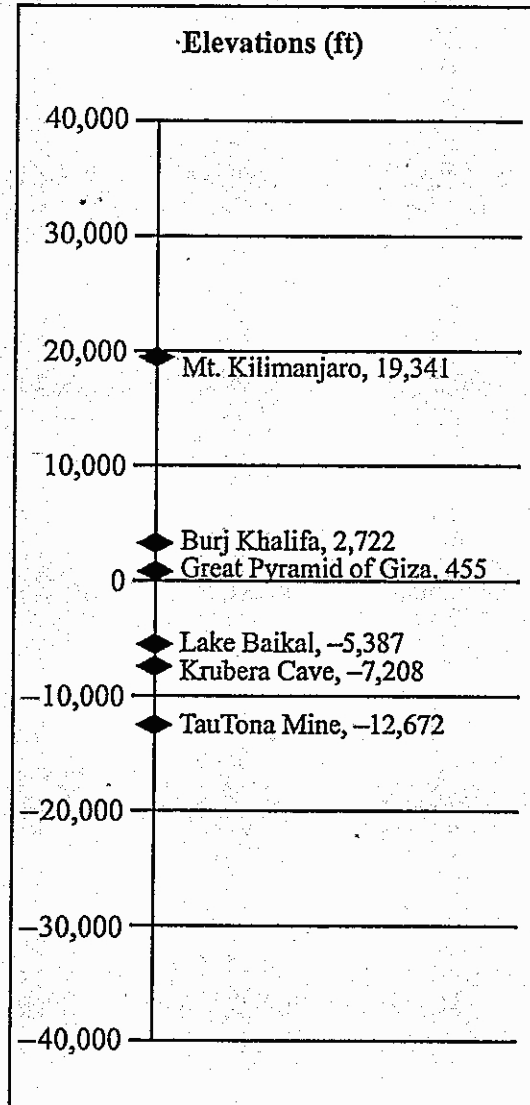 Elevations (ft)
40,000
30,000
20,000
Mt. Kilimanjaro, 19,341
10,000
Burj Khalifa, 2,722
Great Pyramid of Giza, 455
0
Lake Baikal, –5,387
Krubera Cave, –7,208
–10,000
TauTona Mine, –12,672
–20,000
–30,000
–40,000